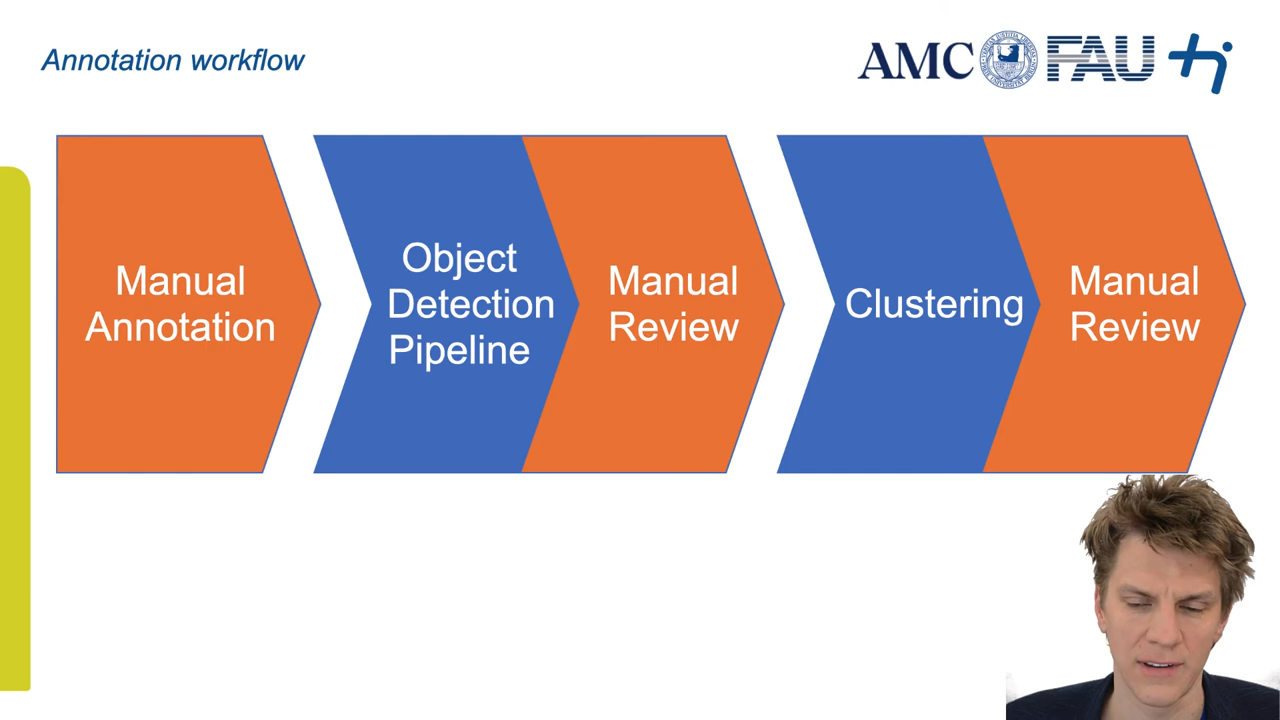 Annotation workflow
AMC
FAU
Manual
Annotation
Object
Detection
Pipeline
Manual
Review
Clustering
Manual
Review